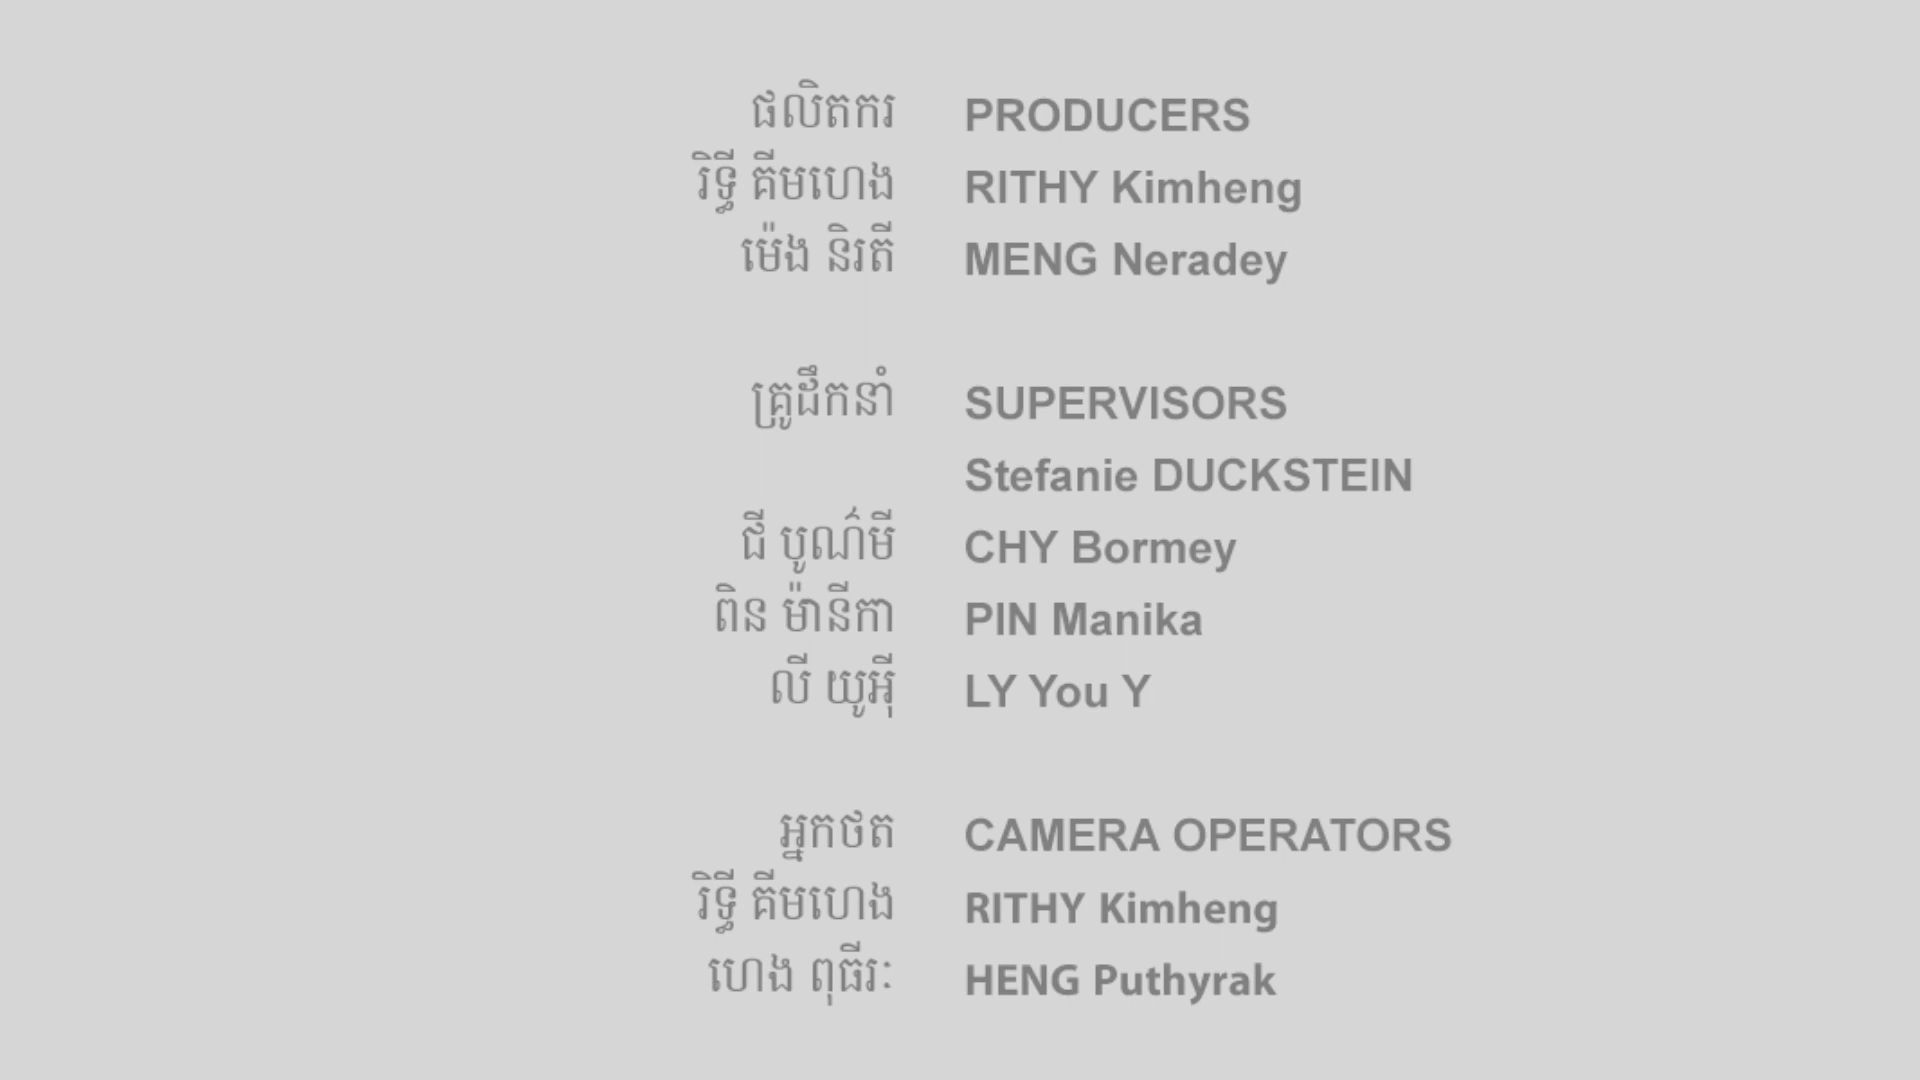 ផលិតករ PRODUCERS
រិទ្ធី គីមហេង RITHY Kimheng
ម៉េង និរតី MENG Neradey
គ្រូដឹកនាំ SUPERVISORS
Stefanie DUCKSTEIN
ជី បូណ៌មី CHY Bormey
ពិន ម៉ានីកា PIN Manika
លី យូអ៊ី LY You Y
អ្នកថត CAMERA OPERATORS
រិទ្ធី គីមហេង RITHY Kimheng
ហេង ពុធីរៈ HENG Puthyrak